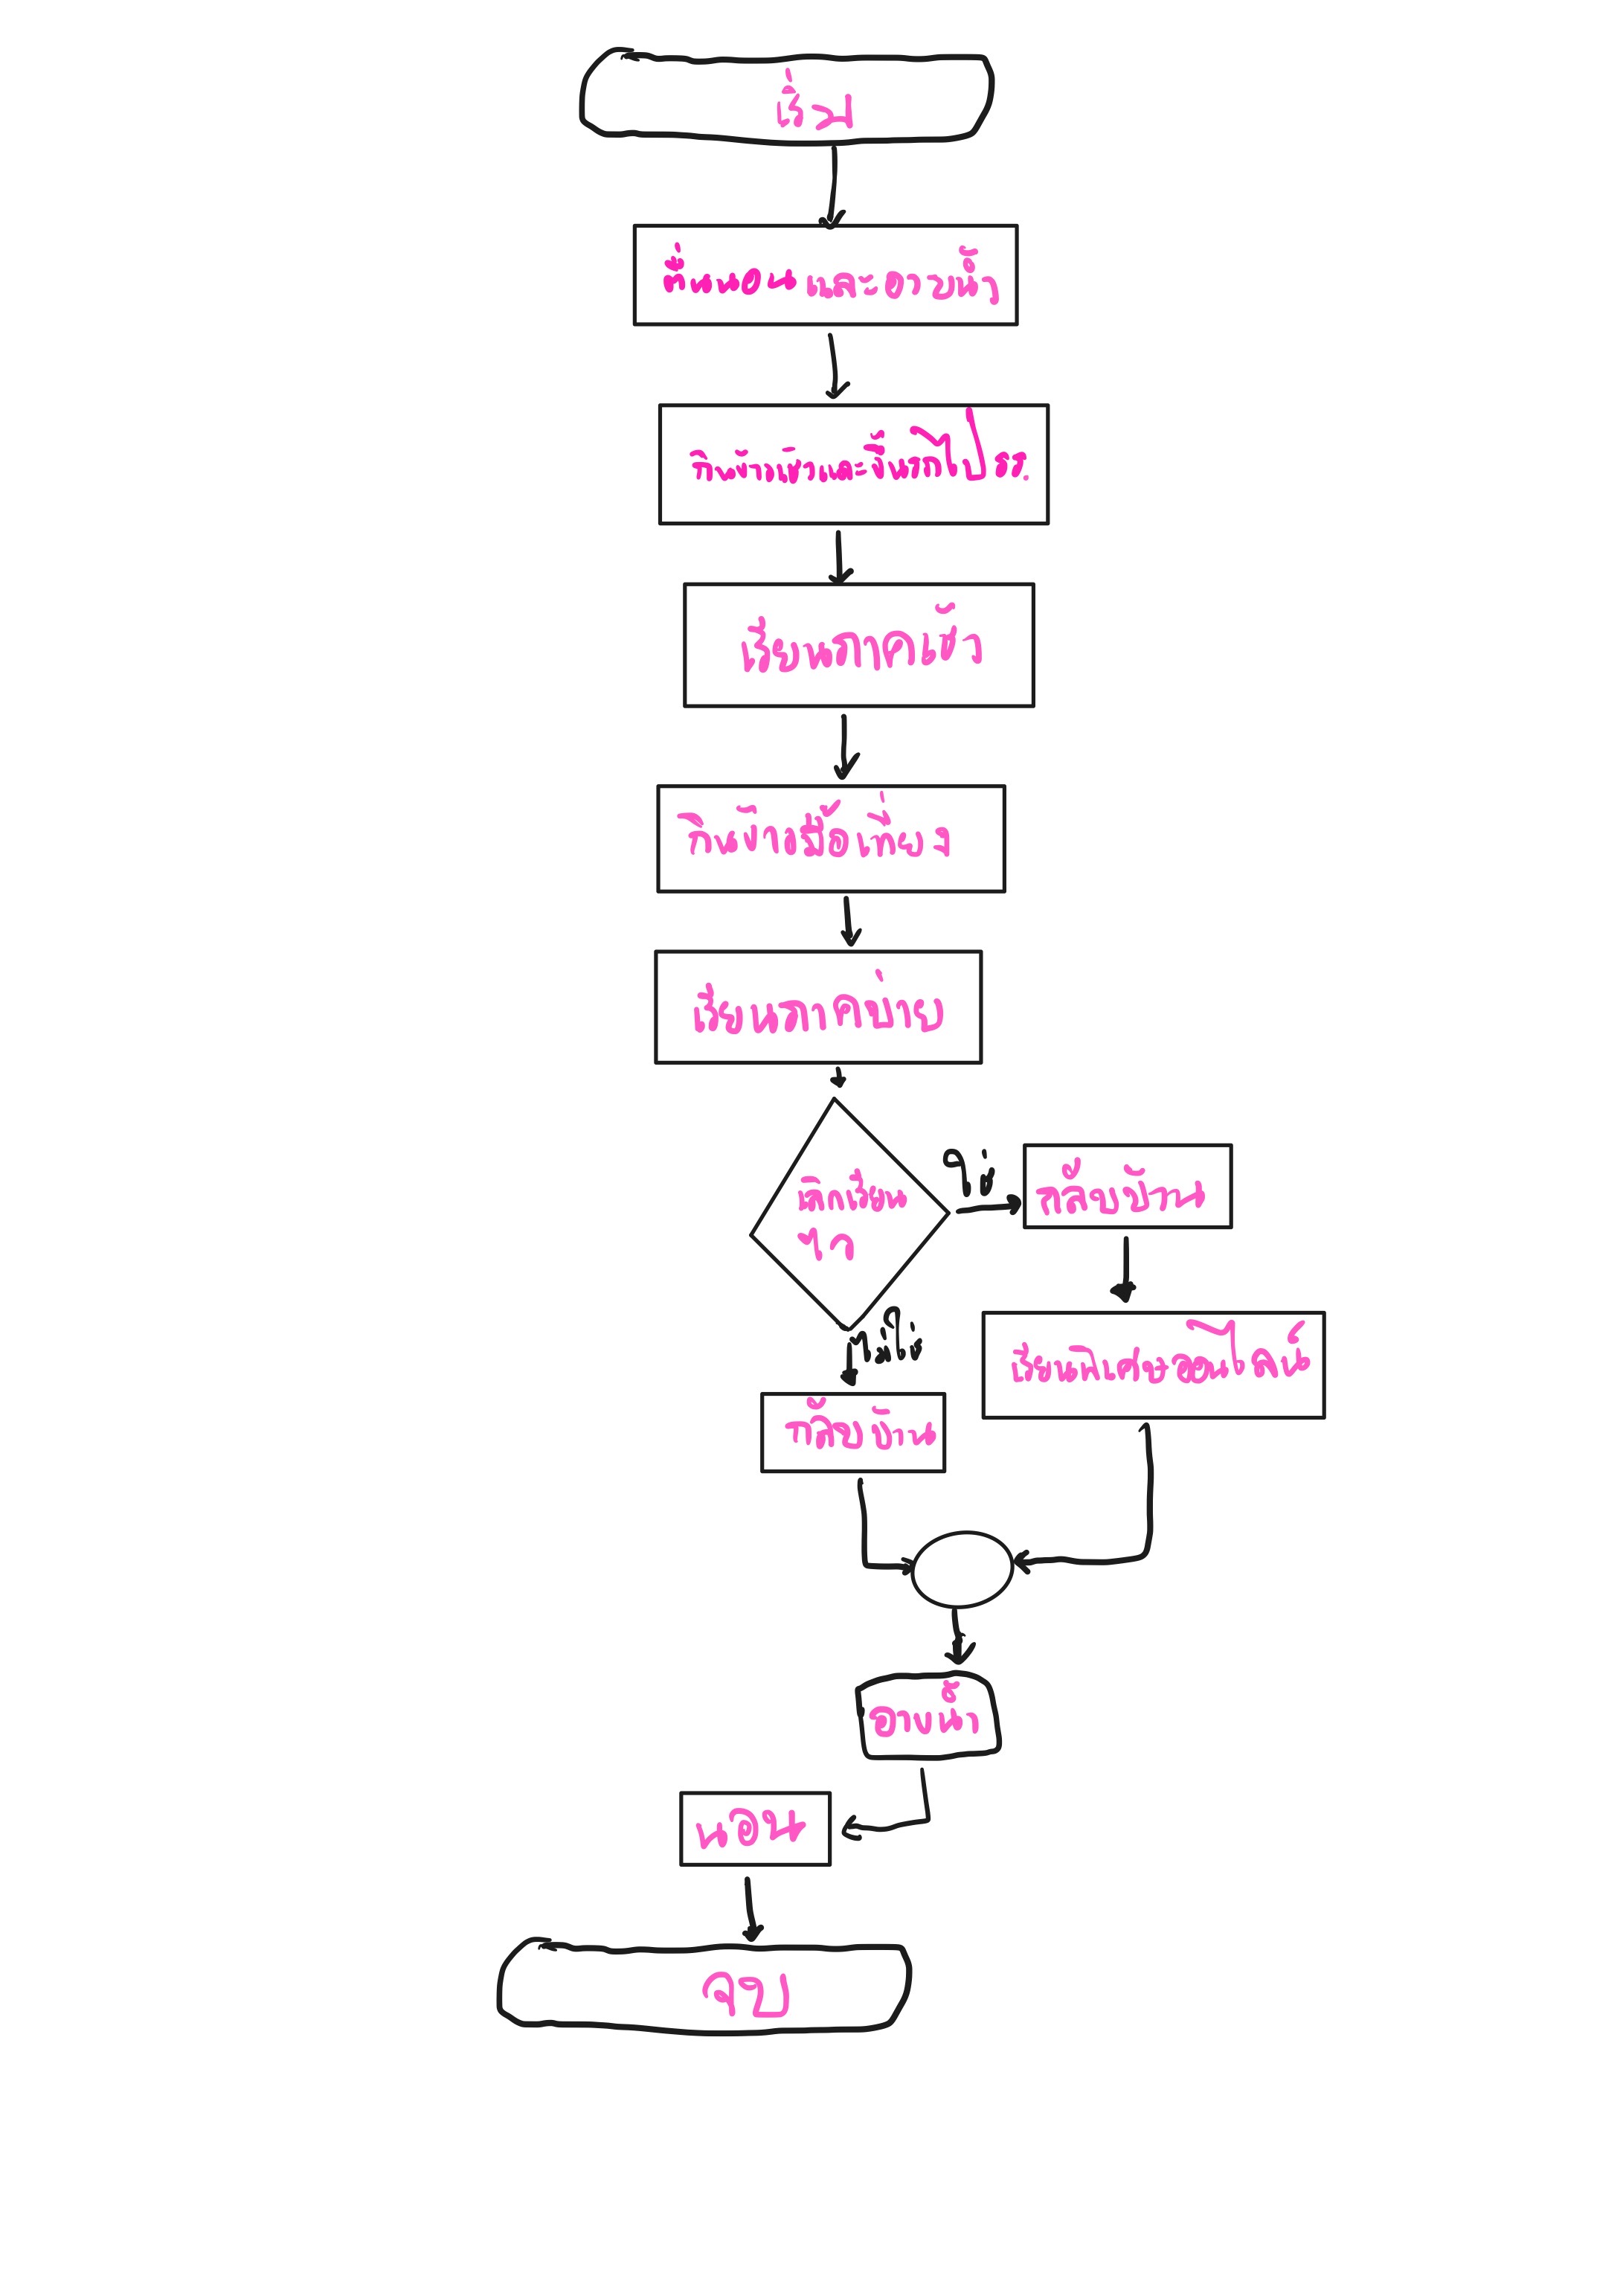 เริ่ม
ตื่นนอน และอาบน้ำ
กินข้าวเช้าและขึ้นรถไป รร.
เรียนภาคเช้า
กินข้าวมื้อเที่ยง
เรียนภาคบ่าย
เลิกเรียน
ไว
ใช่
กลับบ้าน
ไม่ใช่
เรียนพิเศษออนไลน์
กลับบ้าน
อาบน้ำ
นอน
จบ